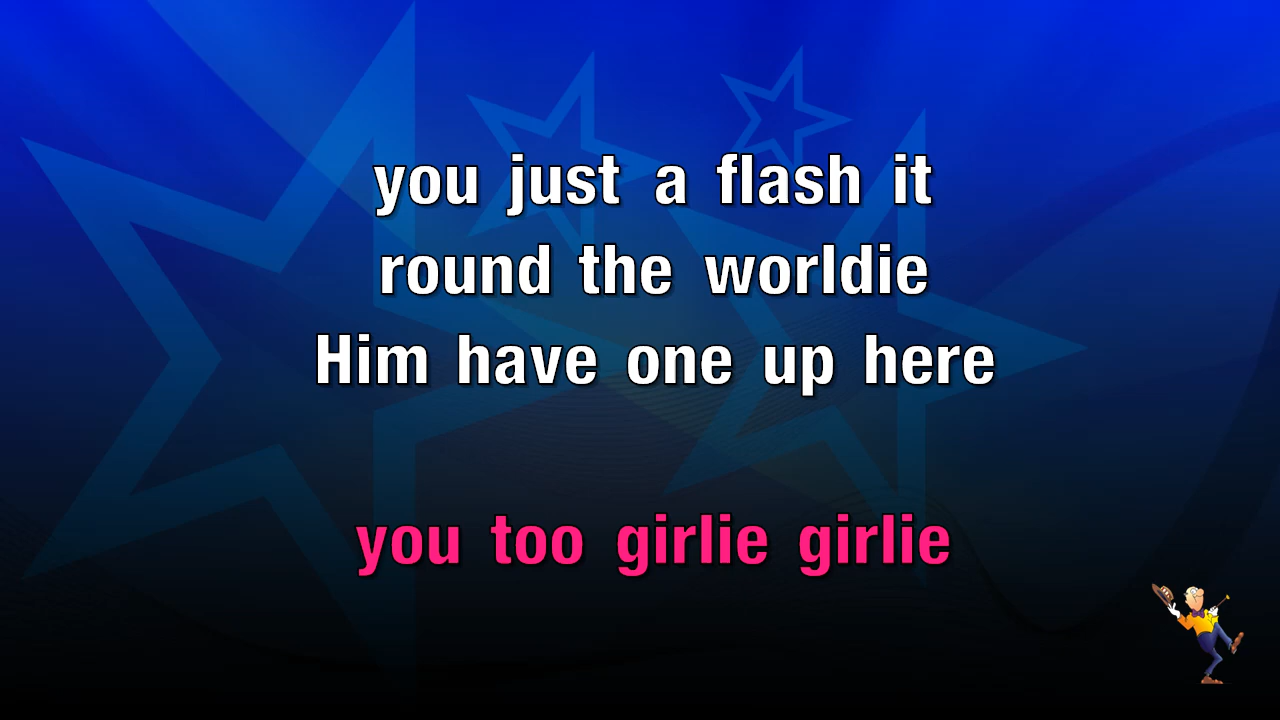 you just a flash it
round the worldie
Him have one up here
you too girlie girlie